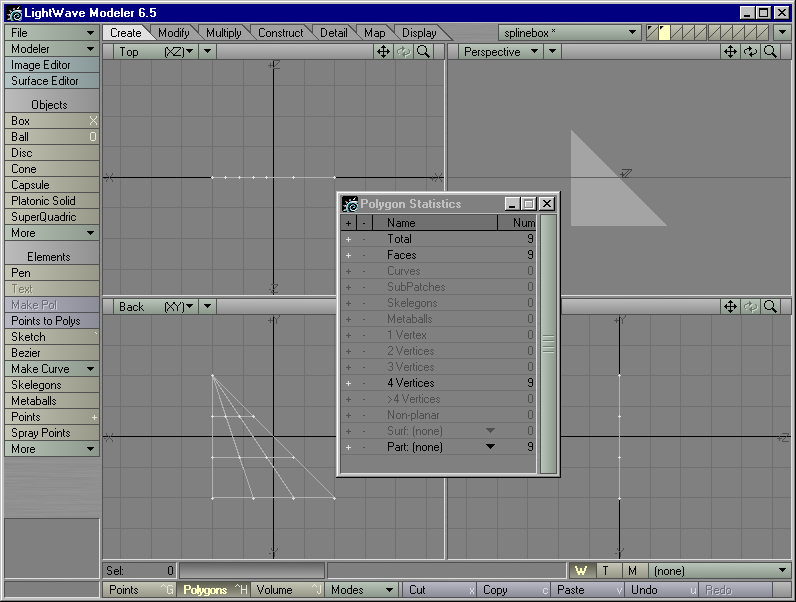 LightWave Modeler 6.5
File Create Modify Multiply Construct Detail Map Display splinebox *
Modeler Top (XZ) Perspective
Image Editor
Surface Editor
Objects
Box X
Ball O
Disc
Cone
Capsule
Platonic Solid
SuperQuadric
More
Elements
Pen
Text
Make Pol
Points to Polys
Sketch `
Bezier
Make Curve
Skelegons
Metaballs
Points +
Spray Points
More
Polygon Statistics
+ - Name Num
+ - Total 9
+ - Faces 9
+ - Curves 0
+ - SubPatches 0
+ - Skelegons 0
+ - Metaballs 0
+ - 1 Vertex 0
+ - 2 Vertices 0
+ - 3 Vertices 0
+ - 4 Vertices 9
+ - >4 Vertices 0
+ - Non-planar 0
+ - Surf: (none) 0
+ - Part: (none) 9
Back (XY)
Sel: 0 W T M (none)
Points ^G Polygons ^H Volume ^J Modes Cut x Copy c Paste v Undo u Redo